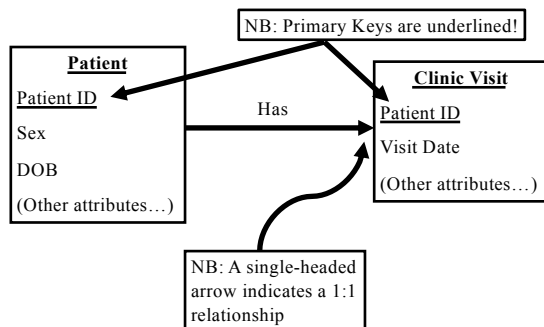 NB: Primary Keys are underlined!
Patient
Patient ID
Sex
DOB
(Other attributes…)
Has
Clinic Visit
Patient ID
Visit Date
(Other attributes…)
NB: A single-headed
arrow indicates a 1:1
relationship